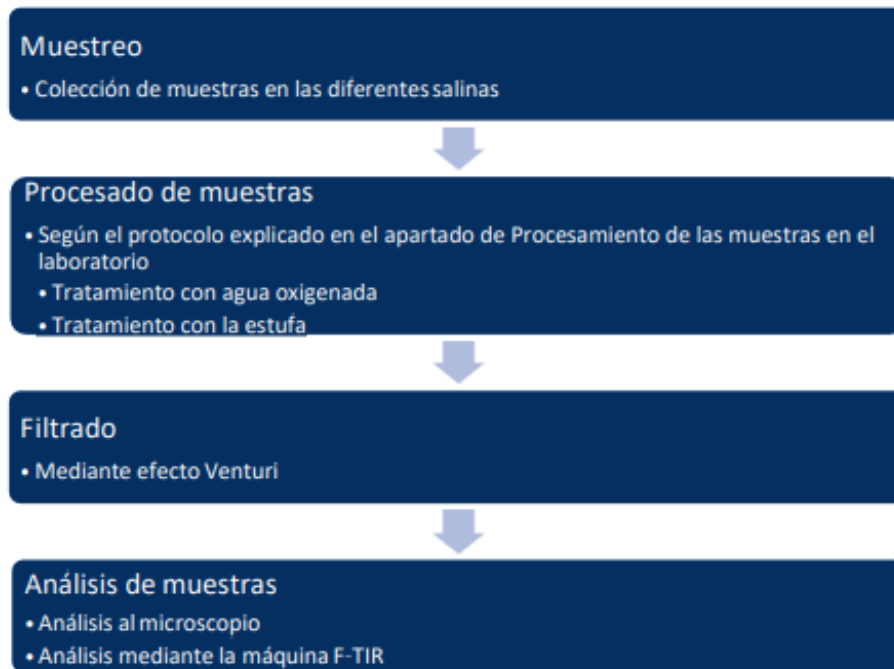 Muestreo
• Colección de muestras en las diferentes salinas
Procesado de muestras
• Según el protocolo explicado en el apartado de Procesamiento de las muestras en el
laboratorio
• Tratamiento con agua oxigenada
• Tratamiento con la estufa
Filtrado
• Mediante efecto Venturi
Análisis de muestras
• Análisis al microscopio
• Análisis mediante la máquina F-TIR